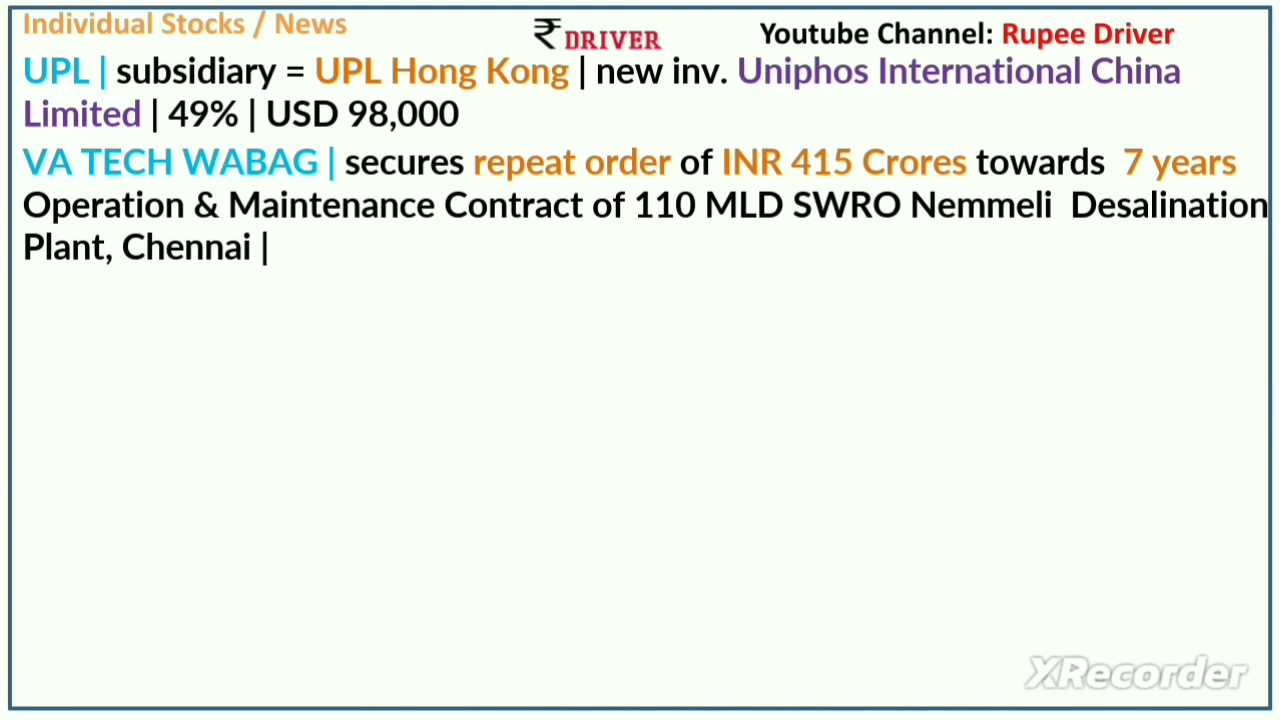 Individual Stocks / News
₹ DRIVER
Youtube Channel: Rupee Driver
UPL | subsidiary = UPL Hong Kong | new inv. Uniphos International China
Limited | 49% | USD 98,000
VA TECH WABAG | secures repeat order of INR 415 Crores towards 7 years
Operation & Maintenance Contract of 110 MLD SWRO Nemmeli Desalination
Plant, Chennai |
XRecorder